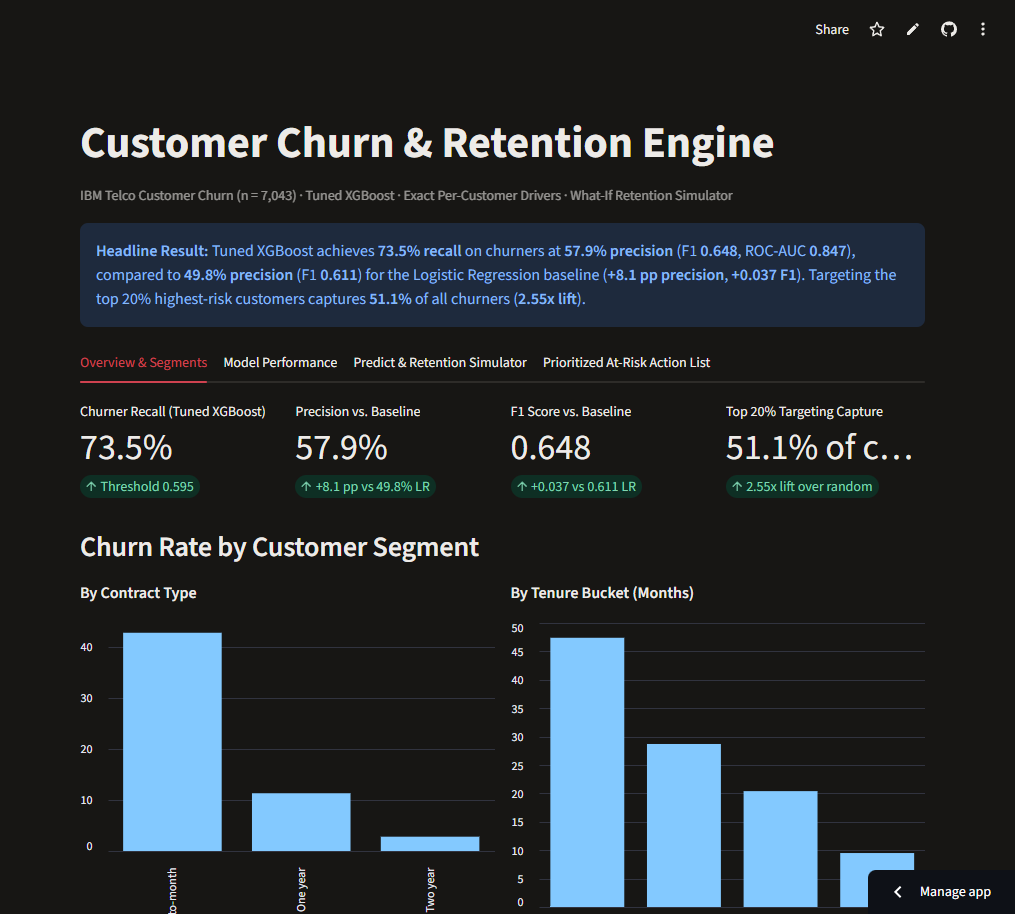 Share
Customer Churn & Retention Engine
IBM Telco Customer Churn (n = 7,043) · Tuned XGBoost · Exact Per-Customer Drivers · What-If Retention Simulator
Headline Result: Tuned XGBoost achieves 73.5% recall on churners at 57.9% precision (F1 0.648, ROC-AUC 0.847),
compared to 49.8% precision (F1 0.611) for the Logistic Regression baseline (+8.1 pp precision, +0.037 F1). Targeting the
top 20% highest-risk customers captures 51.1% of all churners (2.55x lift).
Overview & Segments Model Performance Predict & Retention Simulator Prioritized At-Risk Action List
Churner Recall (Tuned XGBoost)
73.5%
↑ Threshold 0.595
Precision vs. Baseline
57.9%
↑ +8.1 pp vs 49.8% LR
F1 Score vs. Baseline
0.648
↑ +0.037 vs 0.611 LR
Top 20% Targeting Capture
51.1% of c...
↑ 2.55x lift over random
Churn Rate by Customer Segment
By Contract Type
40
30
20
10
0
to-month
One year
Two year
By Tenure Bucket (Months)
50
45
40
35
30
25
20
15
10
5
0
Manage app